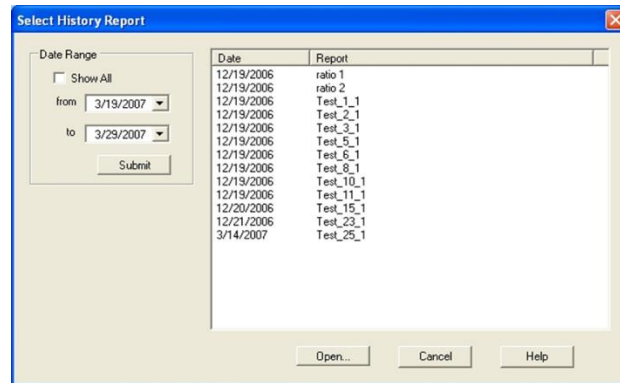 Select History Report
Date Range
Show All
from 3/19/2007
to 3/29/2007
Submit
Date Report
12/19/2006 ratio 1
12/19/2006 ratio 2
12/19/2006 Test_1_1
12/19/2006 Test_2_1
12/19/2006 Test_3_1
12/19/2006 Test_5_1
12/19/2006 Test_6_1
12/19/2006 Test_8_1
12/19/2006 Test_10_1
12/19/2006 Test_11_1
12/20/2006 Test_15_1
12/21/2006 Test_23_1
3/14/2007 Test_25_1
Open... Cancel Help